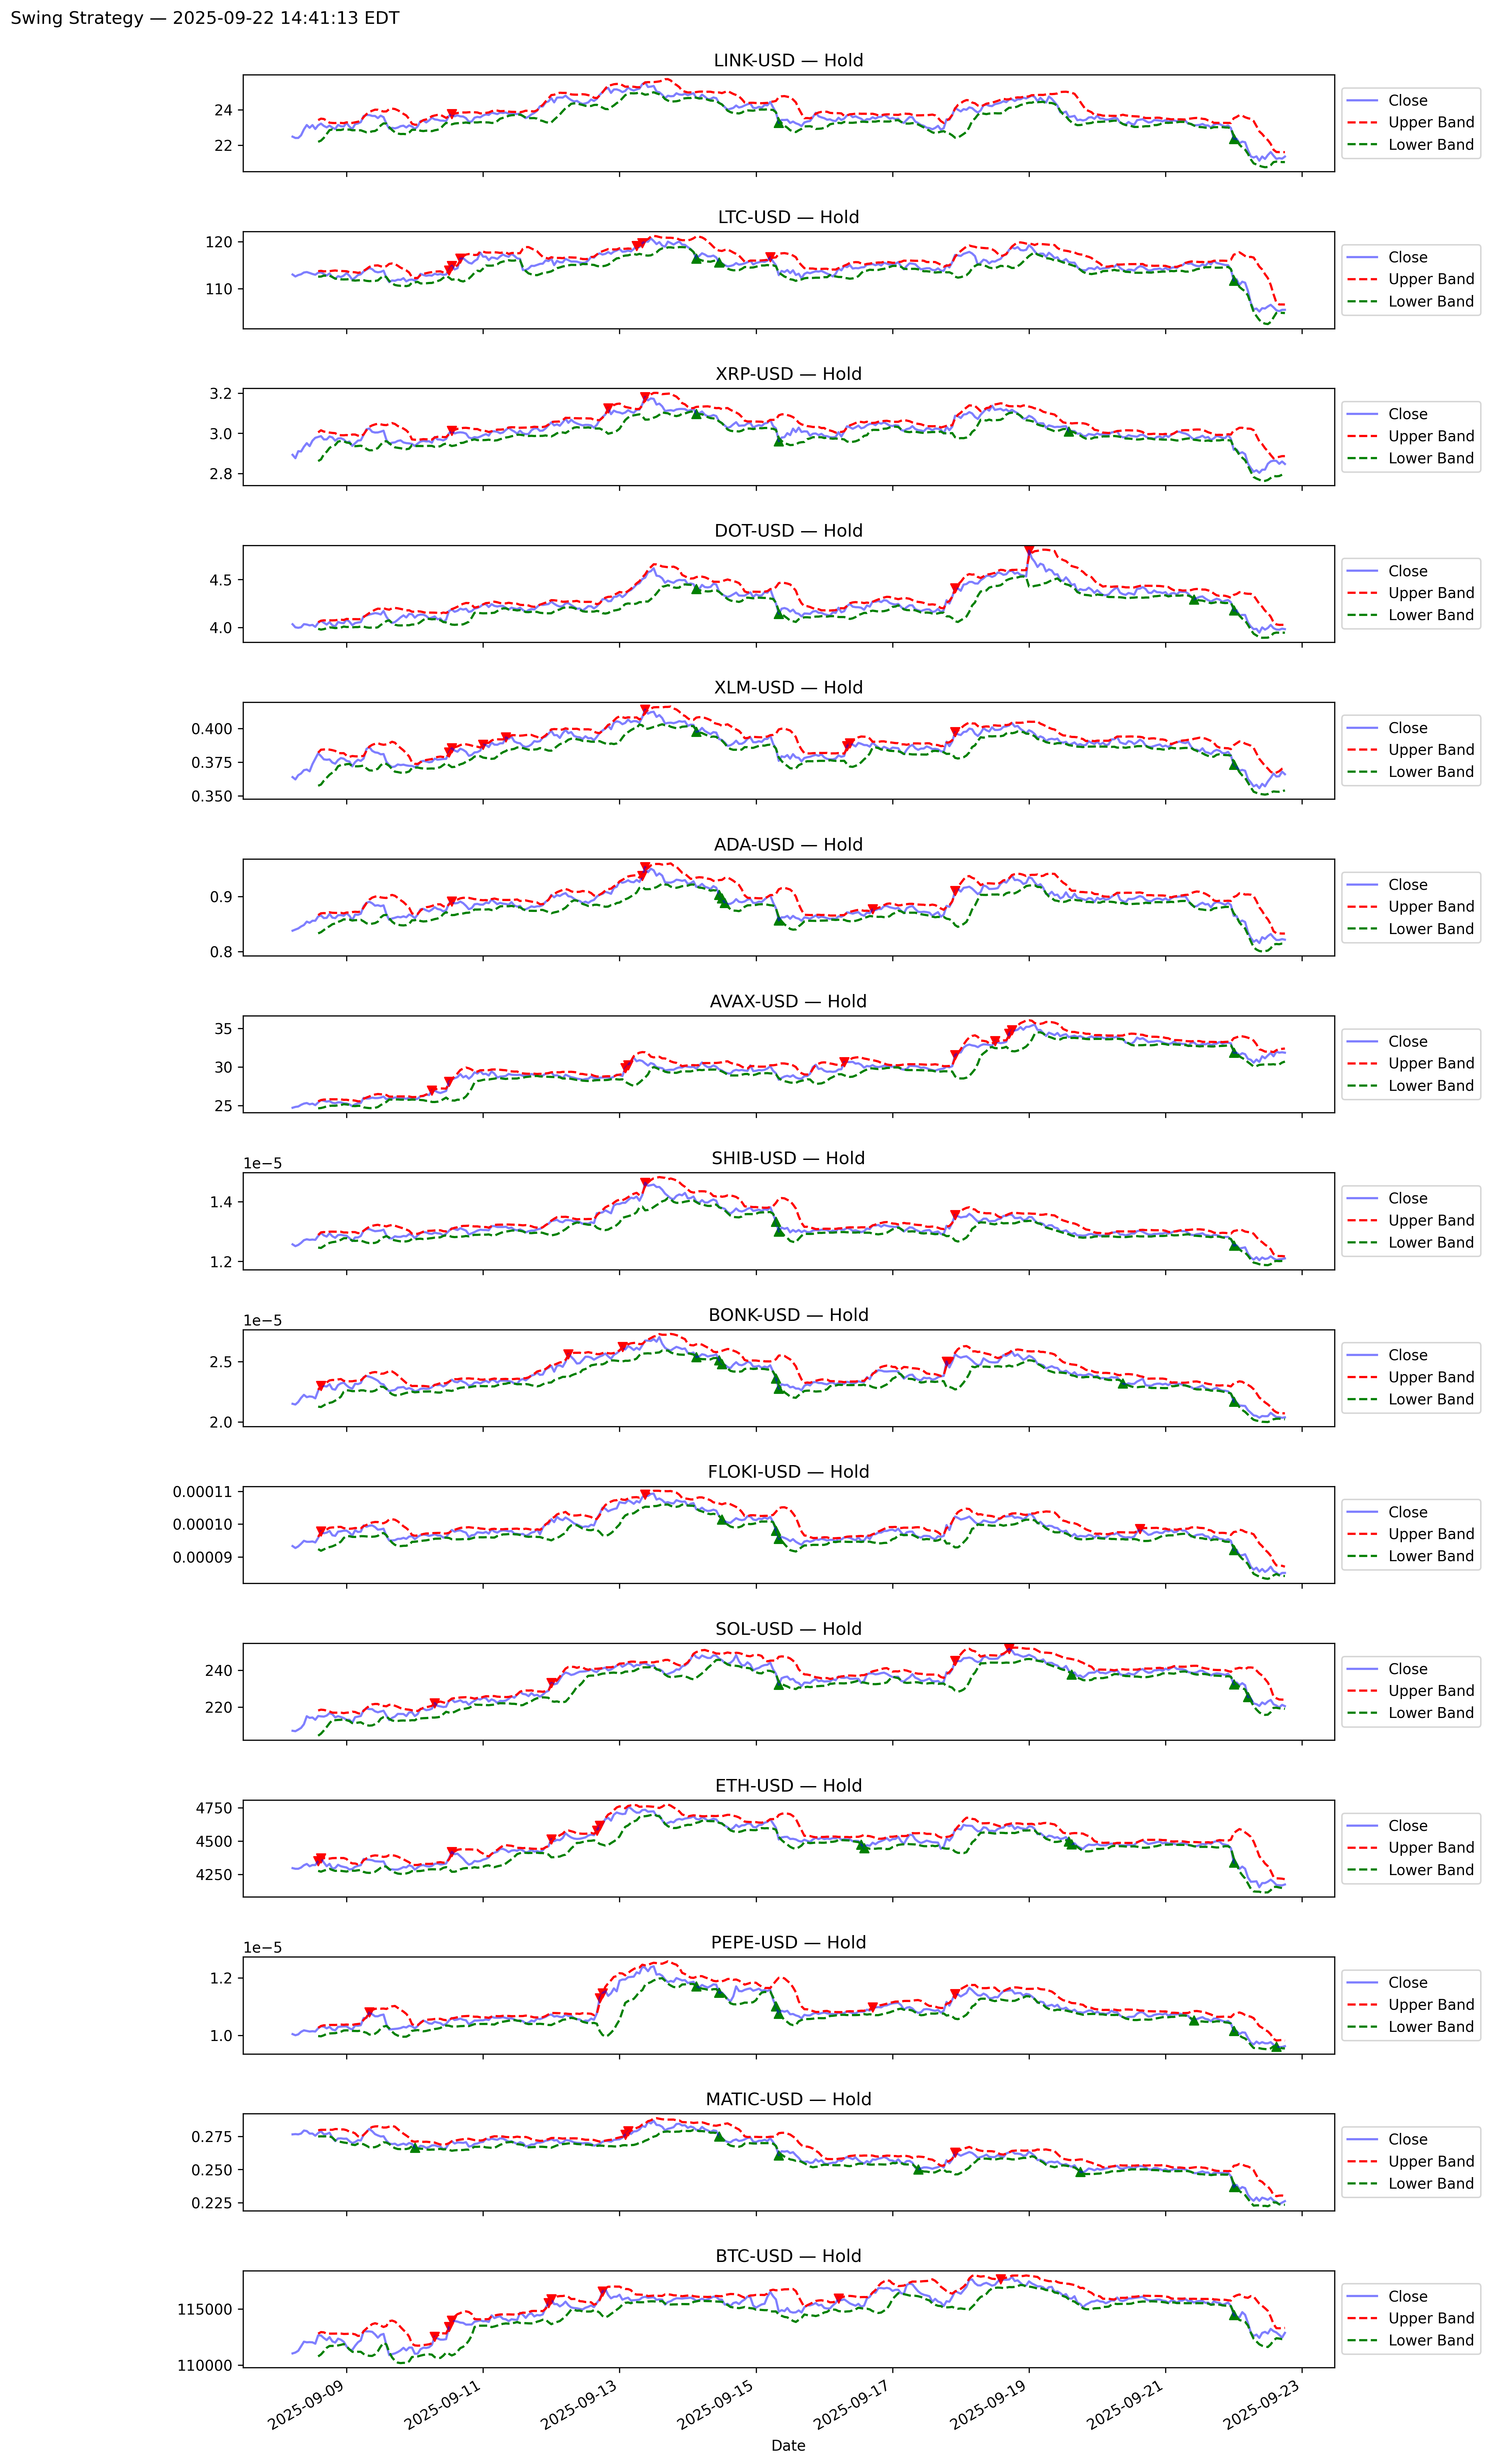 Swing Strategy — 2025-09-22 14:41:13 EDT
LINK-USD — Hold
24
22
Close
Upper Band
Lower Band
LTC-USD — Hold
120
110
Close
Upper Band
Lower Band
XRP-USD — Hold
3.2
3.0
2.8
Close
Upper Band
Lower Band
DOT-USD — Hold
4.5
4.0
Close
Upper Band
Lower Band
XLM-USD — Hold
0.400
0.375
0.350
Close
Upper Band
Lower Band
ADA-USD — Hold
0.9
0.8
Close
Upper Band
Lower Band
AVAX-USD — Hold
35
30
25
Close
Upper Band
Lower Band
SHIB-USD — Hold
1e−5
1.4
1.2
Close
Upper Band
Lower Band
BONK-USD — Hold
1e−5
2.5
2.0
Close
Upper Band
Lower Band
FLOKI-USD — Hold
0.00011
0.00010
0.00009
Close
Upper Band
Lower Band
SOL-USD — Hold
240
220
Close
Upper Band
Lower Band
ETH-USD — Hold
4750
4500
4250
Close
Upper Band
Lower Band
PEPE-USD — Hold
1e−5
1.2
1.0
Close
Upper Band
Lower Band
MATIC-USD — Hold
0.275
0.250
0.225
Close
Upper Band
Lower Band
BTC-USD — Hold
115000
110000
Close
Upper Band
Lower Band
2025-09-09
2025-09-11
2025-09-13
2025-09-15
2025-09-17
2025-09-19
2025-09-21
2025-09-23
Date